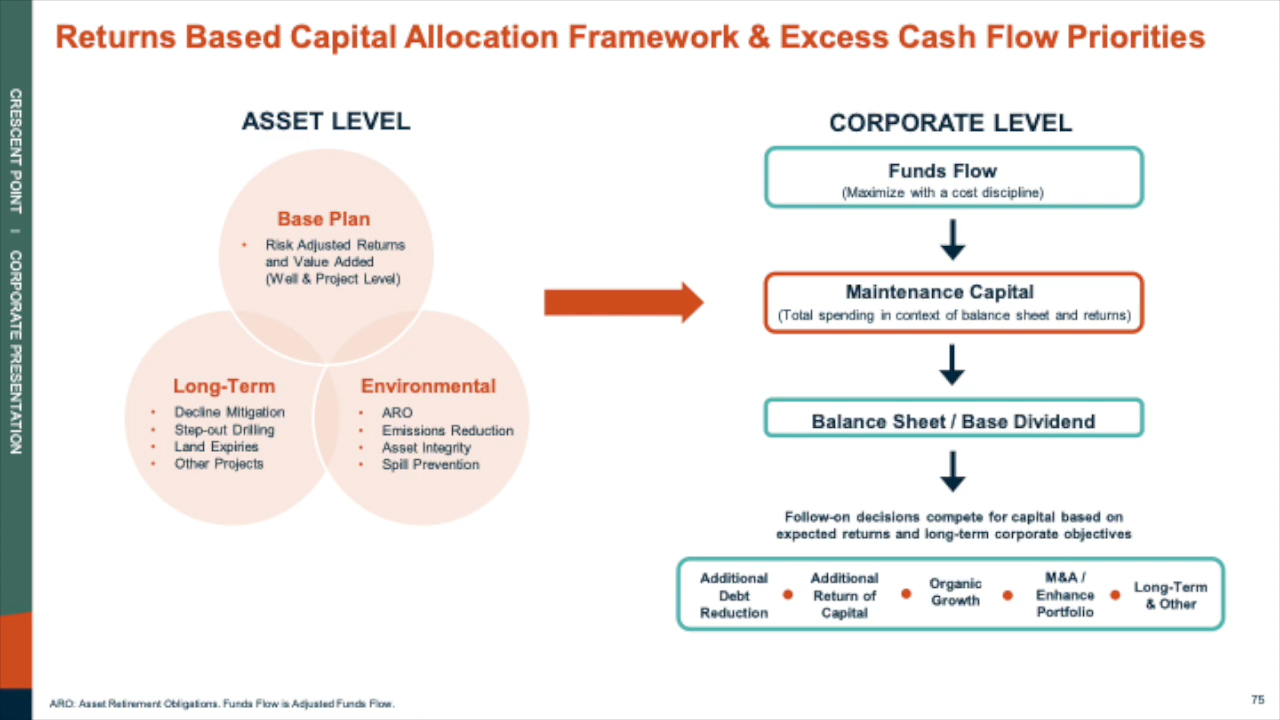 Returns Based Capital Allocation Framework & Excess Cash Flow Priorities
CRESCENT POINT I CORPORATE PRESENTATION
ASSET LEVEL
Base Plan
• Risk Adjusted Returns
and Value Added
(Well & Project Level)
Long-Term
• Decline Mitigation
• Step-out Drilling
• Land Expiries
• Other Projects
Environmental
• ARO
• Emissions Reduction
• Asset Integrity
• Spill Prevention
CORPORATE LEVEL
Funds Flow
(Maximize with a cost discipline)
Maintenance Capital
(Total spending in context of balance sheet and returns)
Balance Sheet / Base Dividend
Follow-on decisions compete for capital based on
expected returns and long-term corporate objectives
Additional
Debt
Reduction
Additional
Return of
Capital
Organic
Growth
M&A /
Enhance
Portfolio
Long-Term
& Other
ARO: Asset Retirement Obligations. Funds Flow is Adjusted Funds Flow.
75